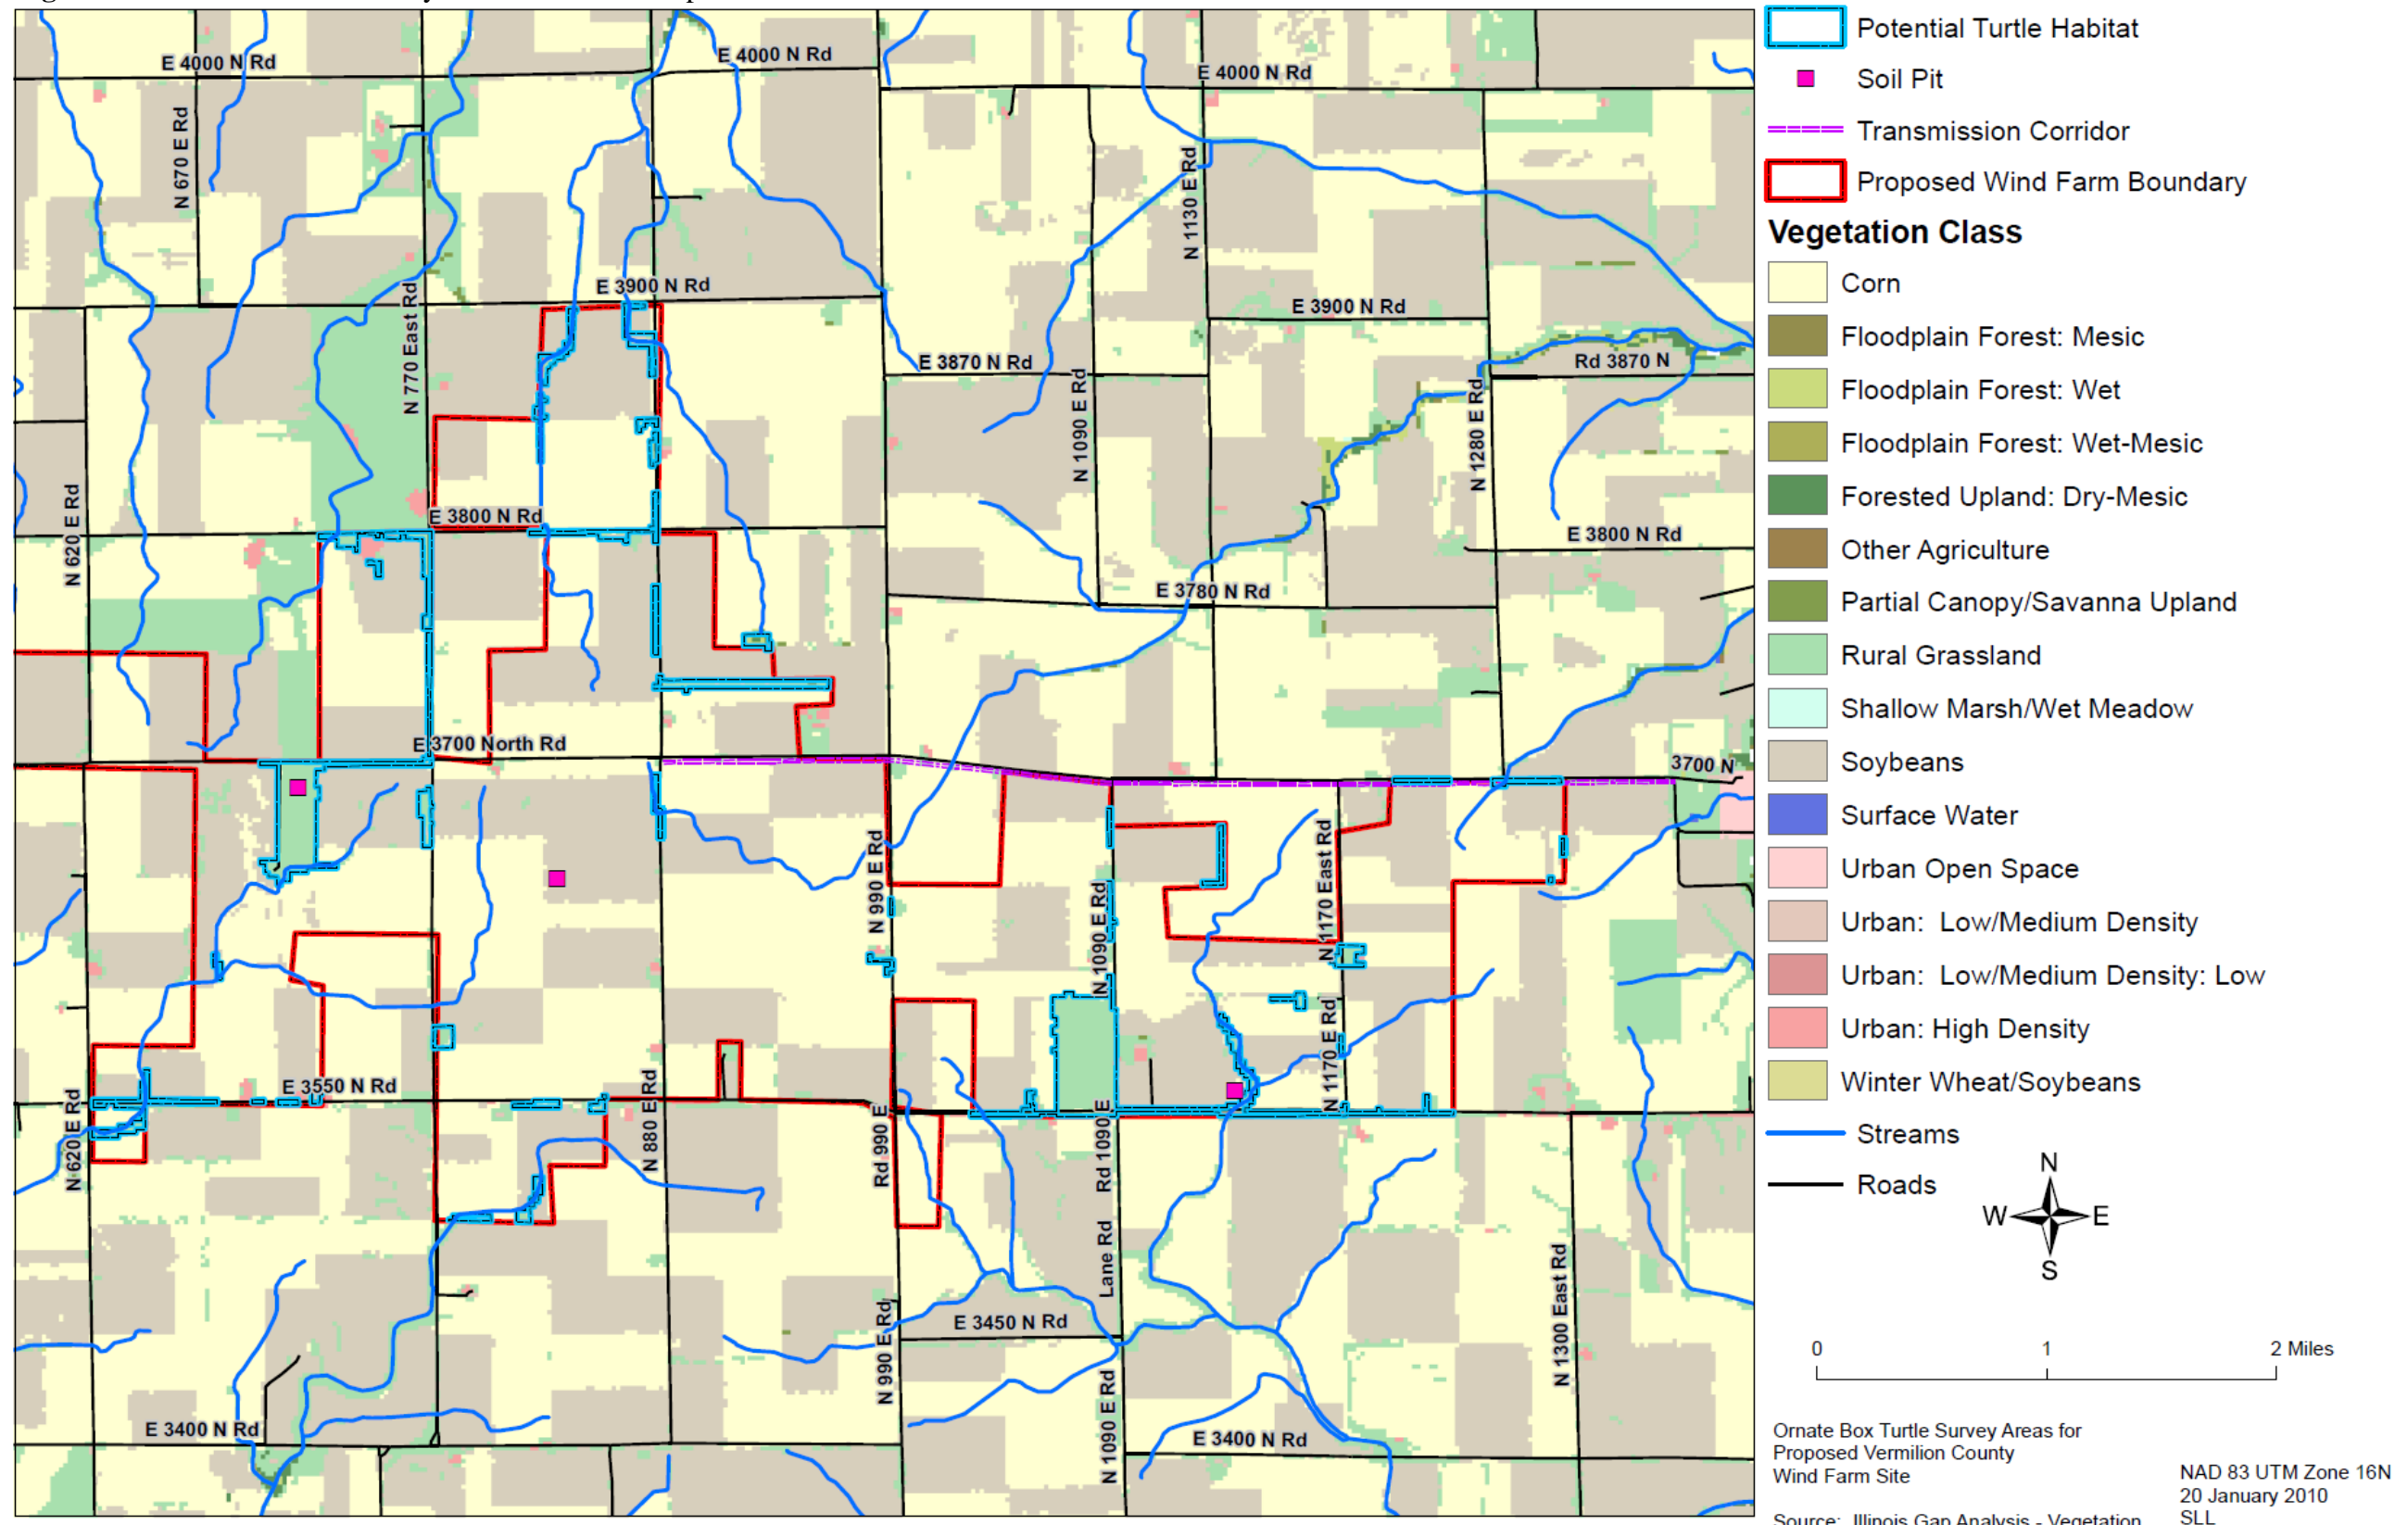 E 4000 N Rd
E 4000 N Rd
E 4000 N Rd
N 670 E Rd
N 1130 E Rd
E 3900 N Rd
N 770 East Rd
E 3900 N Rd
E 3870 N Rd
Rd 3870 N
N 1090 E Rd
N 1280 E Rd
N 620 E Rd
E 3800 N Rd
E 3800 N Rd
E 3780 N Rd
E 3700 North Rd
3700 N
N 990 E Rd
N 1170 East Rd
N 1090 E Rd
N 1170 E Rd
E 3550 N Rd
N 620 E Rd
N 880 E Rd
Rd 990 E
Rd 1090 E
Lane Rd
N 1300 East Rd
E 3450 N Rd
N 990 E Rd
N 1090 E Rd
E 3400 N Rd
E 3400 N Rd
Potential Turtle Habitat
Soil Pit
Transmission Corridor
Proposed Wind Farm Boundary
Vegetation Class
Corn
Floodplain Forest: Mesic
Floodplain Forest: Wet
Floodplain Forest: Wet-Mesic
Forested Upland: Dry-Mesic
Other Agriculture
Partial Canopy/Savanna Upland
Rural Grassland
Shallow Marsh/Wet Meadow
Soybeans
Surface Water
Urban Open Space
Urban: Low/Medium Density
Urban: Low/Medium Density: Low
Urban: High Density
Winter Wheat/Soybeans
Streams
Roads
N
W E
S
0 1 2 Miles
Ornate Box Turtle Survey Areas for
Proposed Vermilion County
Wind Farm Site
NAD 83 UTM Zone 16N
20 January 2010
SLL
Source: Illinois Gap Analysis - Vegetation